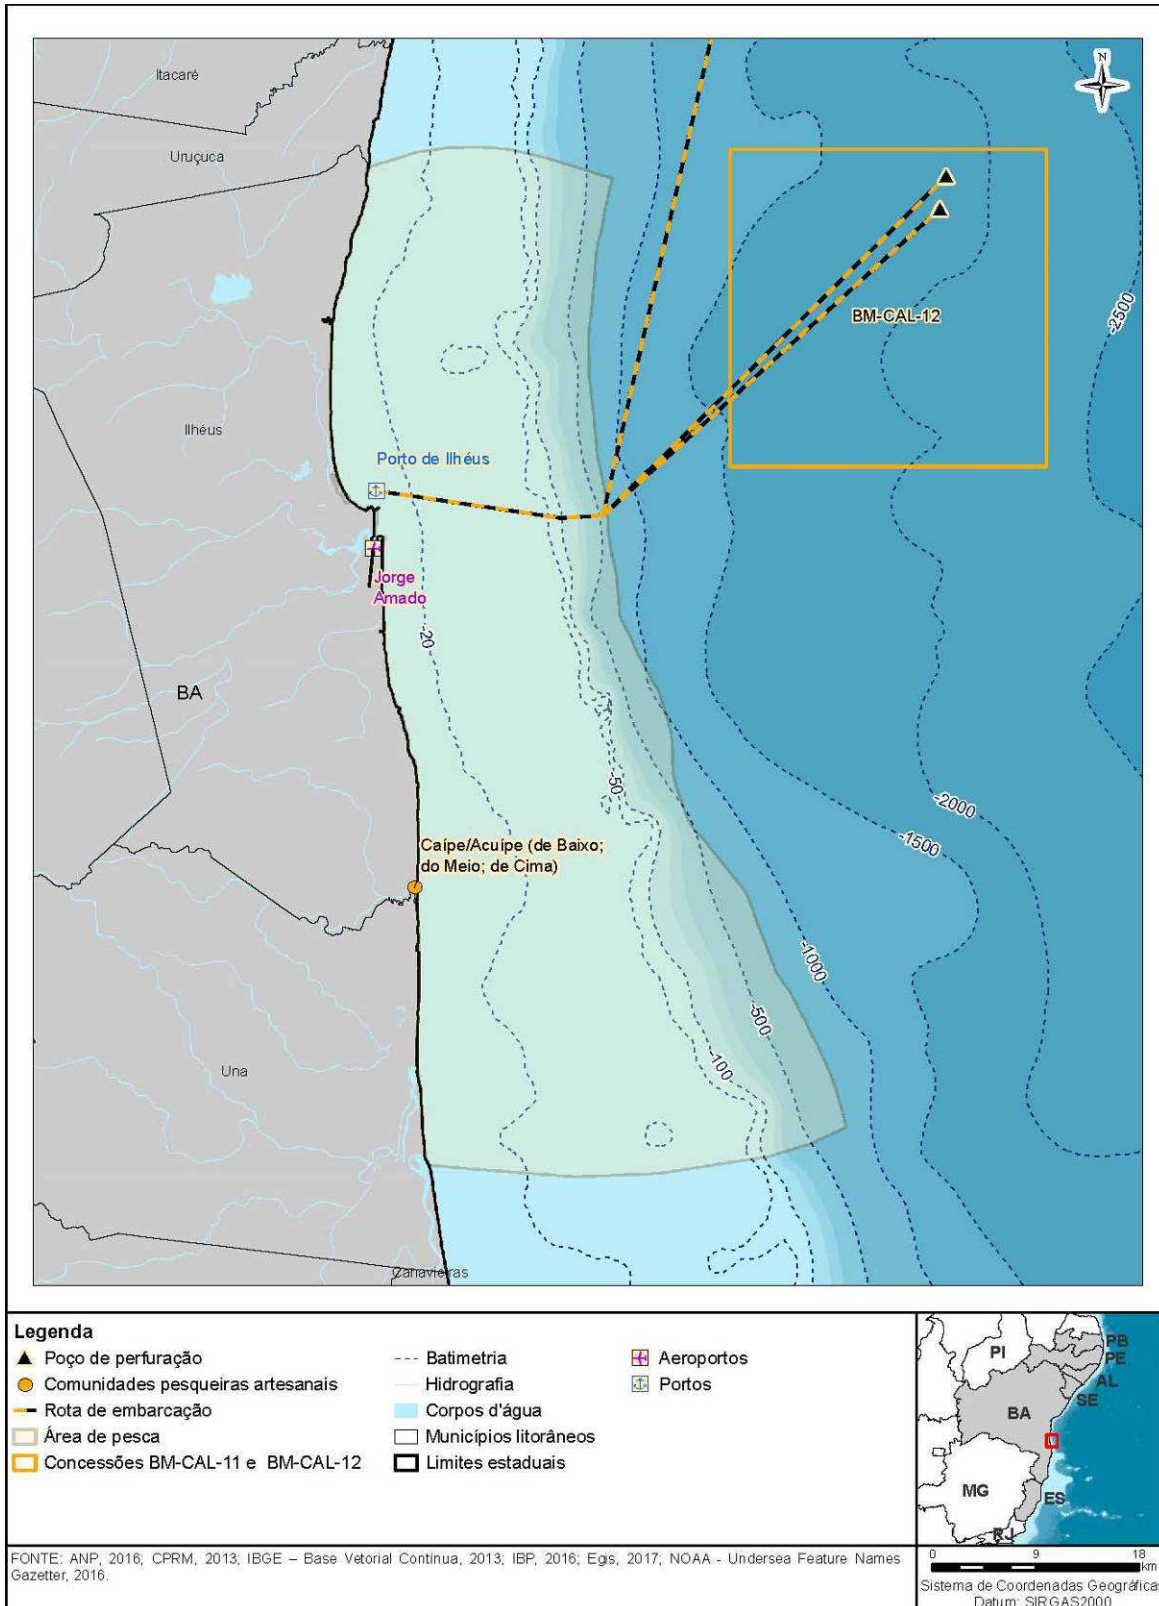 N
Itacaré
Uruçuca
BM-CAL-12
-2500
Ilhéus
Porto de Ilhéus
Jorge
Amado
-20
BA
-50
-2000
-1500
Caípe/Acuípe (de Baixo;
do Meio; de Cima)
-1000
-500
-100
Una
Canavieiras
Legenda
Poço de perfuração
Comunidades pesqueiras artesanais
Rota de embarcação
Área de pesca
Concessões BM-CAL-11 e BM-CAL-12
Batimetria
Hidrografia
Corpos d'água
Municípios litorâneos
Limites estaduais
Aeroportos
Portos
PI
PB
PE
AL
SE
BA
MG
ES
RJ
FONTE: ANP, 2016; CPRM, 2013; IBGE – Base Vetorial Contínua, 2013; IBP, 2016; Egis, 2017; NOAA - Undersea Feature Names
Gazetter, 2016.
0 9 18
km
Sistema de Coordenadas Geográficas
Datum: SIRGAS2000